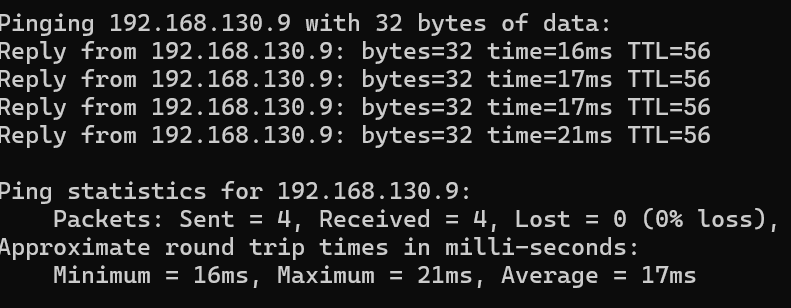 Pinging 192.168.130.9 with 32 bytes of data:
Reply from 192.168.130.9: bytes=32 time=16ms TTL=56
Reply from 192.168.130.9: bytes=32 time=17ms TTL=56
Reply from 192.168.130.9: bytes=32 time=17ms TTL=56
Reply from 192.168.130.9: bytes=32 time=21ms TTL=56

Ping statistics for 192.168.130.9:
    Packets: Sent = 4, Received = 4, Lost = 0 (0% loss),
Approximate round trip times in milli-seconds:
    Minimum = 16ms, Maximum = 21ms, Average = 17ms